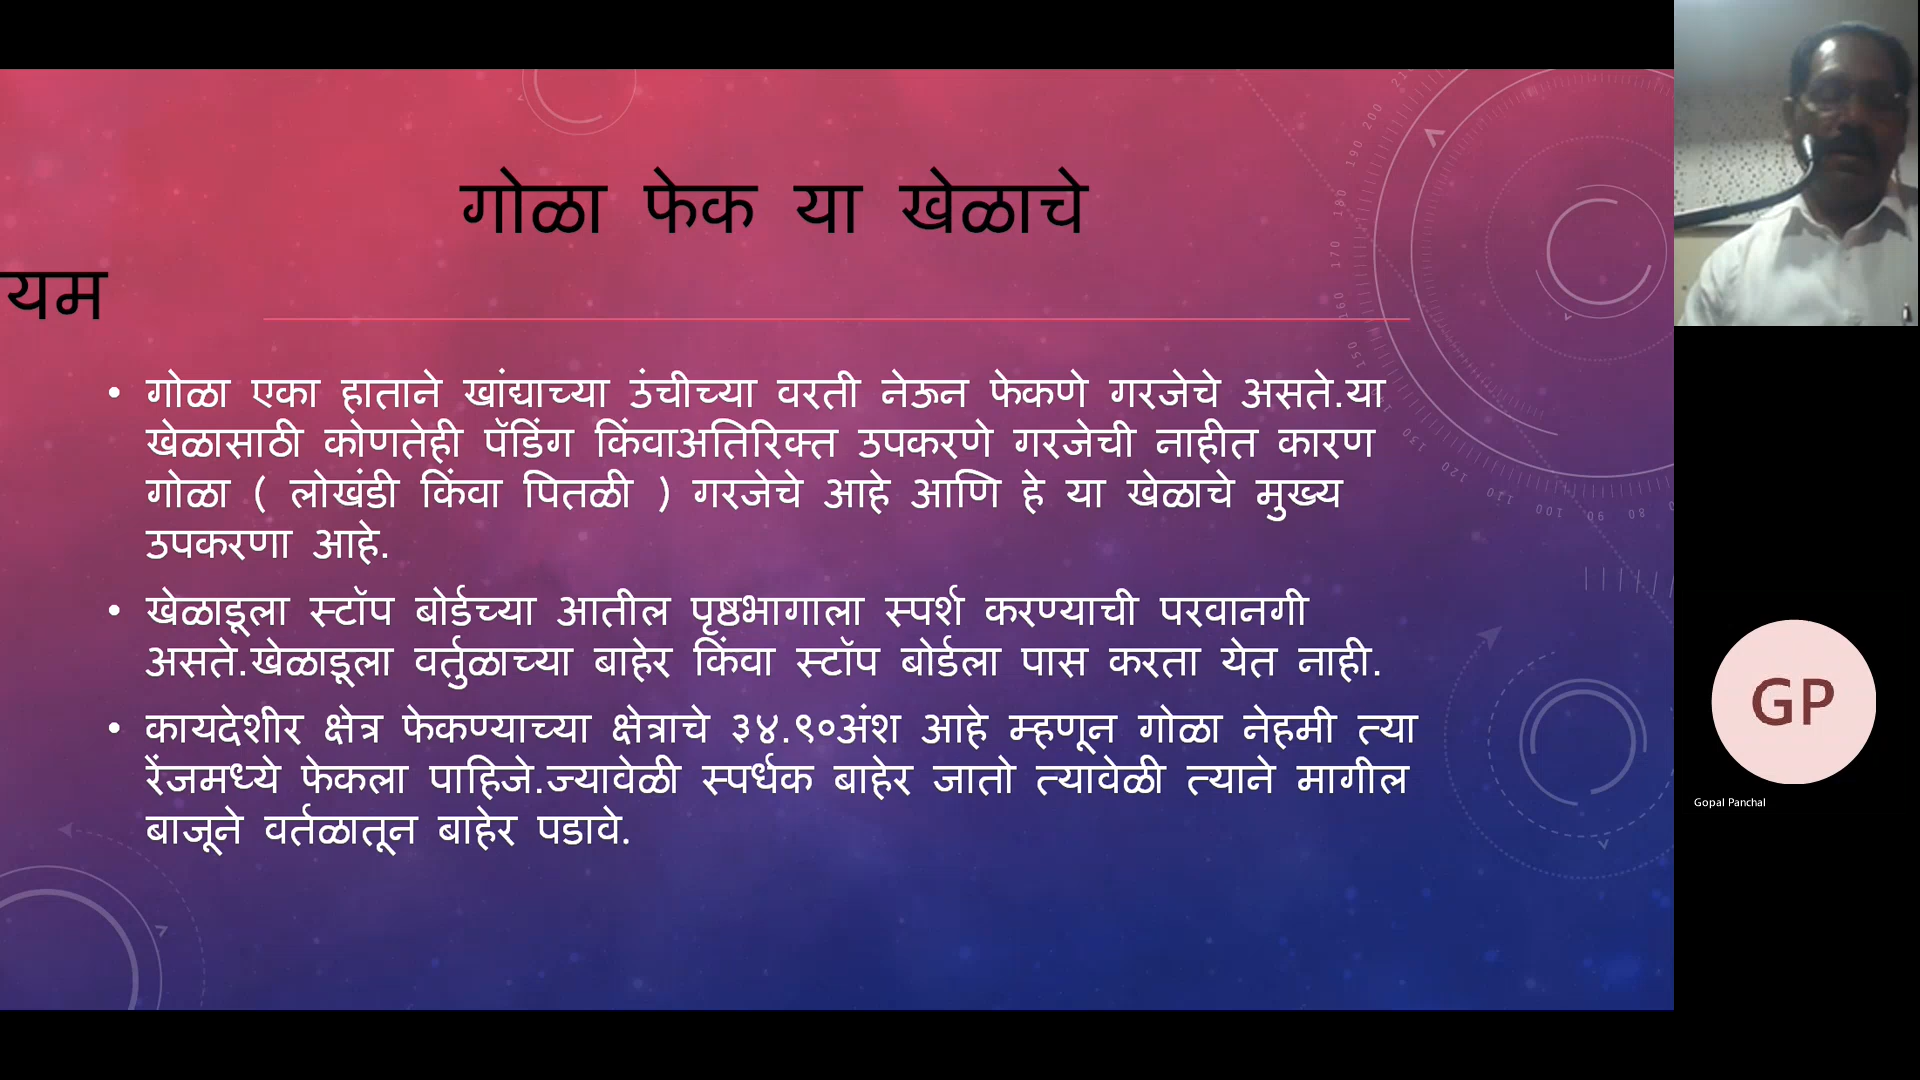 गोळा फेक या खेळाचे
यम
• गोळा एका हाताने खांद्याच्या उंचीच्या वरती नेऊन फेकणे गरजेचे असते.या
खेळासाठी कोणतेही पॅडिंग किंवाअतिरिक्त उपकरणे गरजेची नाहीत कारण
गोळा ( लोखंडी किंवा पितळी ) गरजेचे आहे आणि हे या खेळाचे मुख्य
उपकरणा आहे.
• खेळाडूला स्टॉप बोर्डच्या आतील पृष्ठभागाला स्पर्श करण्याची परवानगी
असते.खेळाडूला वर्तुळाच्या बाहेर किंवा स्टॉप बोर्डला पास करता येत नाही.
• कायदेशीर क्षेत्र फेकण्याच्या क्षेत्राचे ३४.९०अंश आहे म्हणून गोळा नेहमी त्या
रेंजमध्ये फेकला पाहिजे.ज्यावेळी स्पर्धक बाहेर जातो त्यावेळी त्याने मागील
बाजूने वर्तळातून बाहेर पडावे.
GP
Gopal Panchal